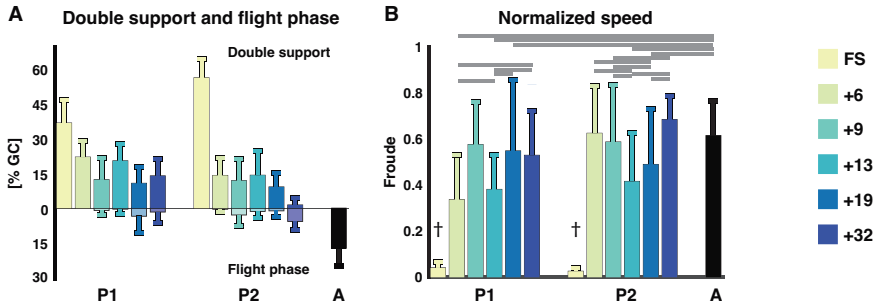 A
Double support and flight phase
Double support
60
45
30
15
0
15
30
[% GC]
Flight phase
P1
P2
A
B
Normalized speed
1
0.8
0.6
0.4
0.2
0
Froude
†
†
P1
P2
A
FS
+6
+9
+13
+19
+32